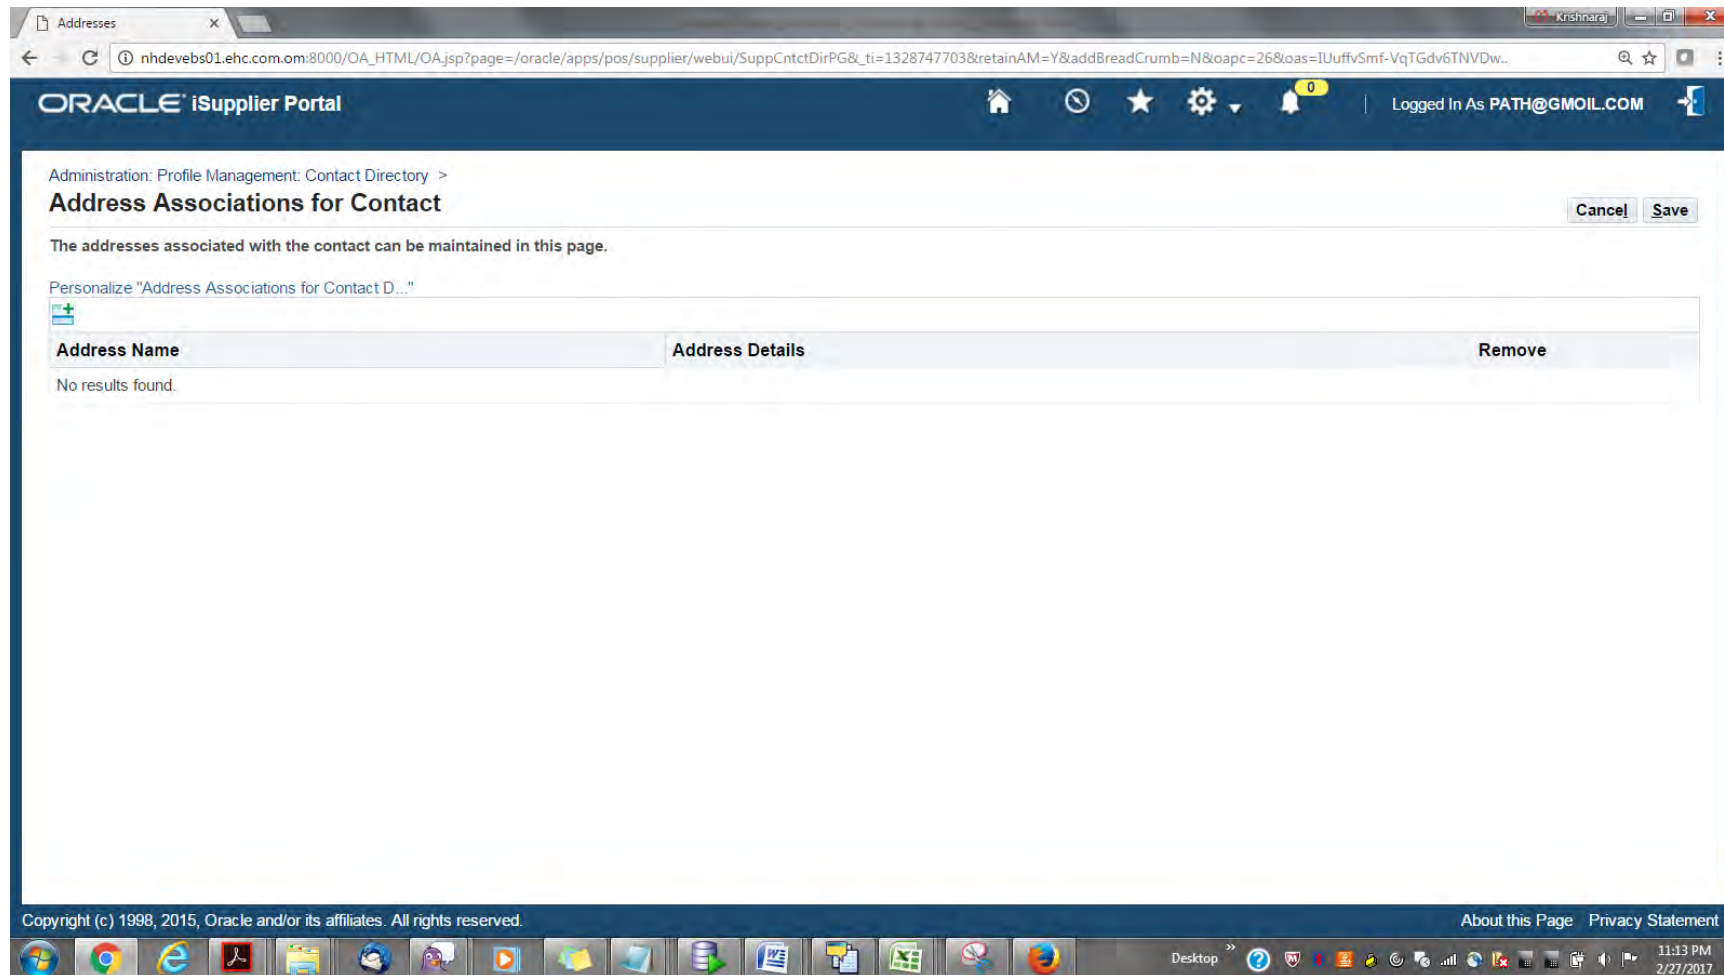 Addresses
Krishnaraj
nhdevebs01.ehc.com.om:8000/OA_HTML/OA.jsp?page=/oracle/apps/pos/supplier/webui/SuppCntctDirPG&_ti=1328747703&retainAM=Y&addBreadCrumb=N&oapc=26&oas=IUuffvSmf-VqTGdv6TNVDw..
ORACLE iSupplier Portal
0
Logged In As PATH@GMOIL.COM
Administration: Profile Management: Contact Directory >
Address Associations for Contact
Cancel Save
The addresses associated with the contact can be maintained in this page.
Personalize "Address Associations for Contact D..."
Address Name Address Details Remove
No results found.
Copyright (c) 1998, 2015, Oracle and/or its affiliates. All rights reserved.
About this Page Privacy Statement
Desktop
11:13 PM
2/27/2017